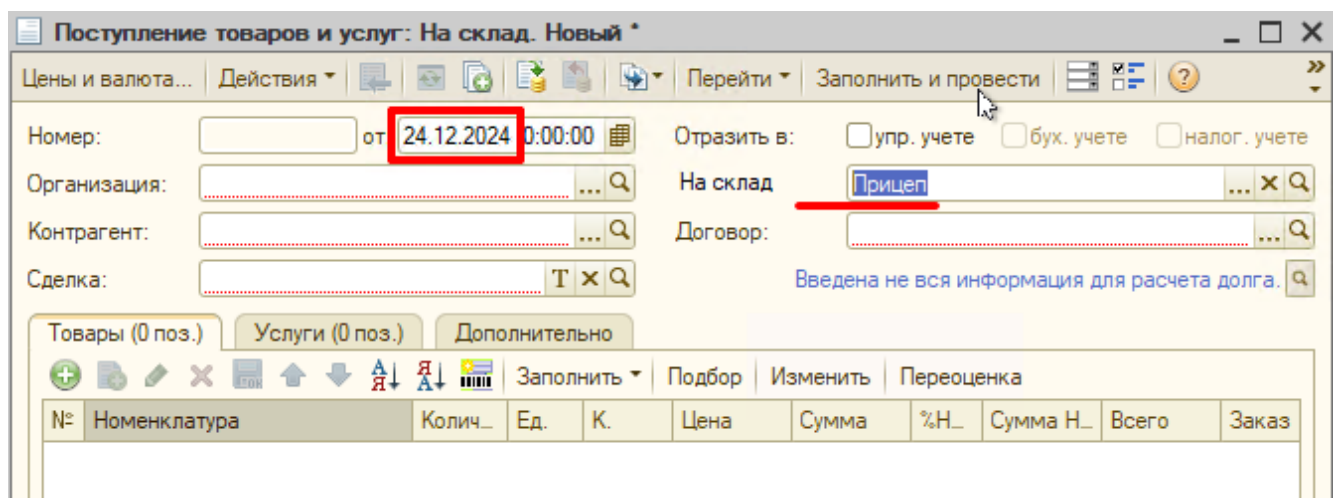 Поступление товаров и услуг: На склад. Новый *
Цены и валюта... Действия Перейти Заполнить и провести
Номер: от 24.12.2024 0:00:00 Отразить в: упр. учете бух. учете налог. учете
Организация: ... На склад Прицеп ...
Контрагент: ... Договор: ...
Сделка: T Введена не вся информация для расчета долга.
Товары (0 поз.) Услуги (0 поз.) Дополнительно
Заполнить Подбор Изменить Переоценка
№ Номенклатура Колич... Ед. К. Цена Сумма %Н... Сумма Н... Всего Заказ